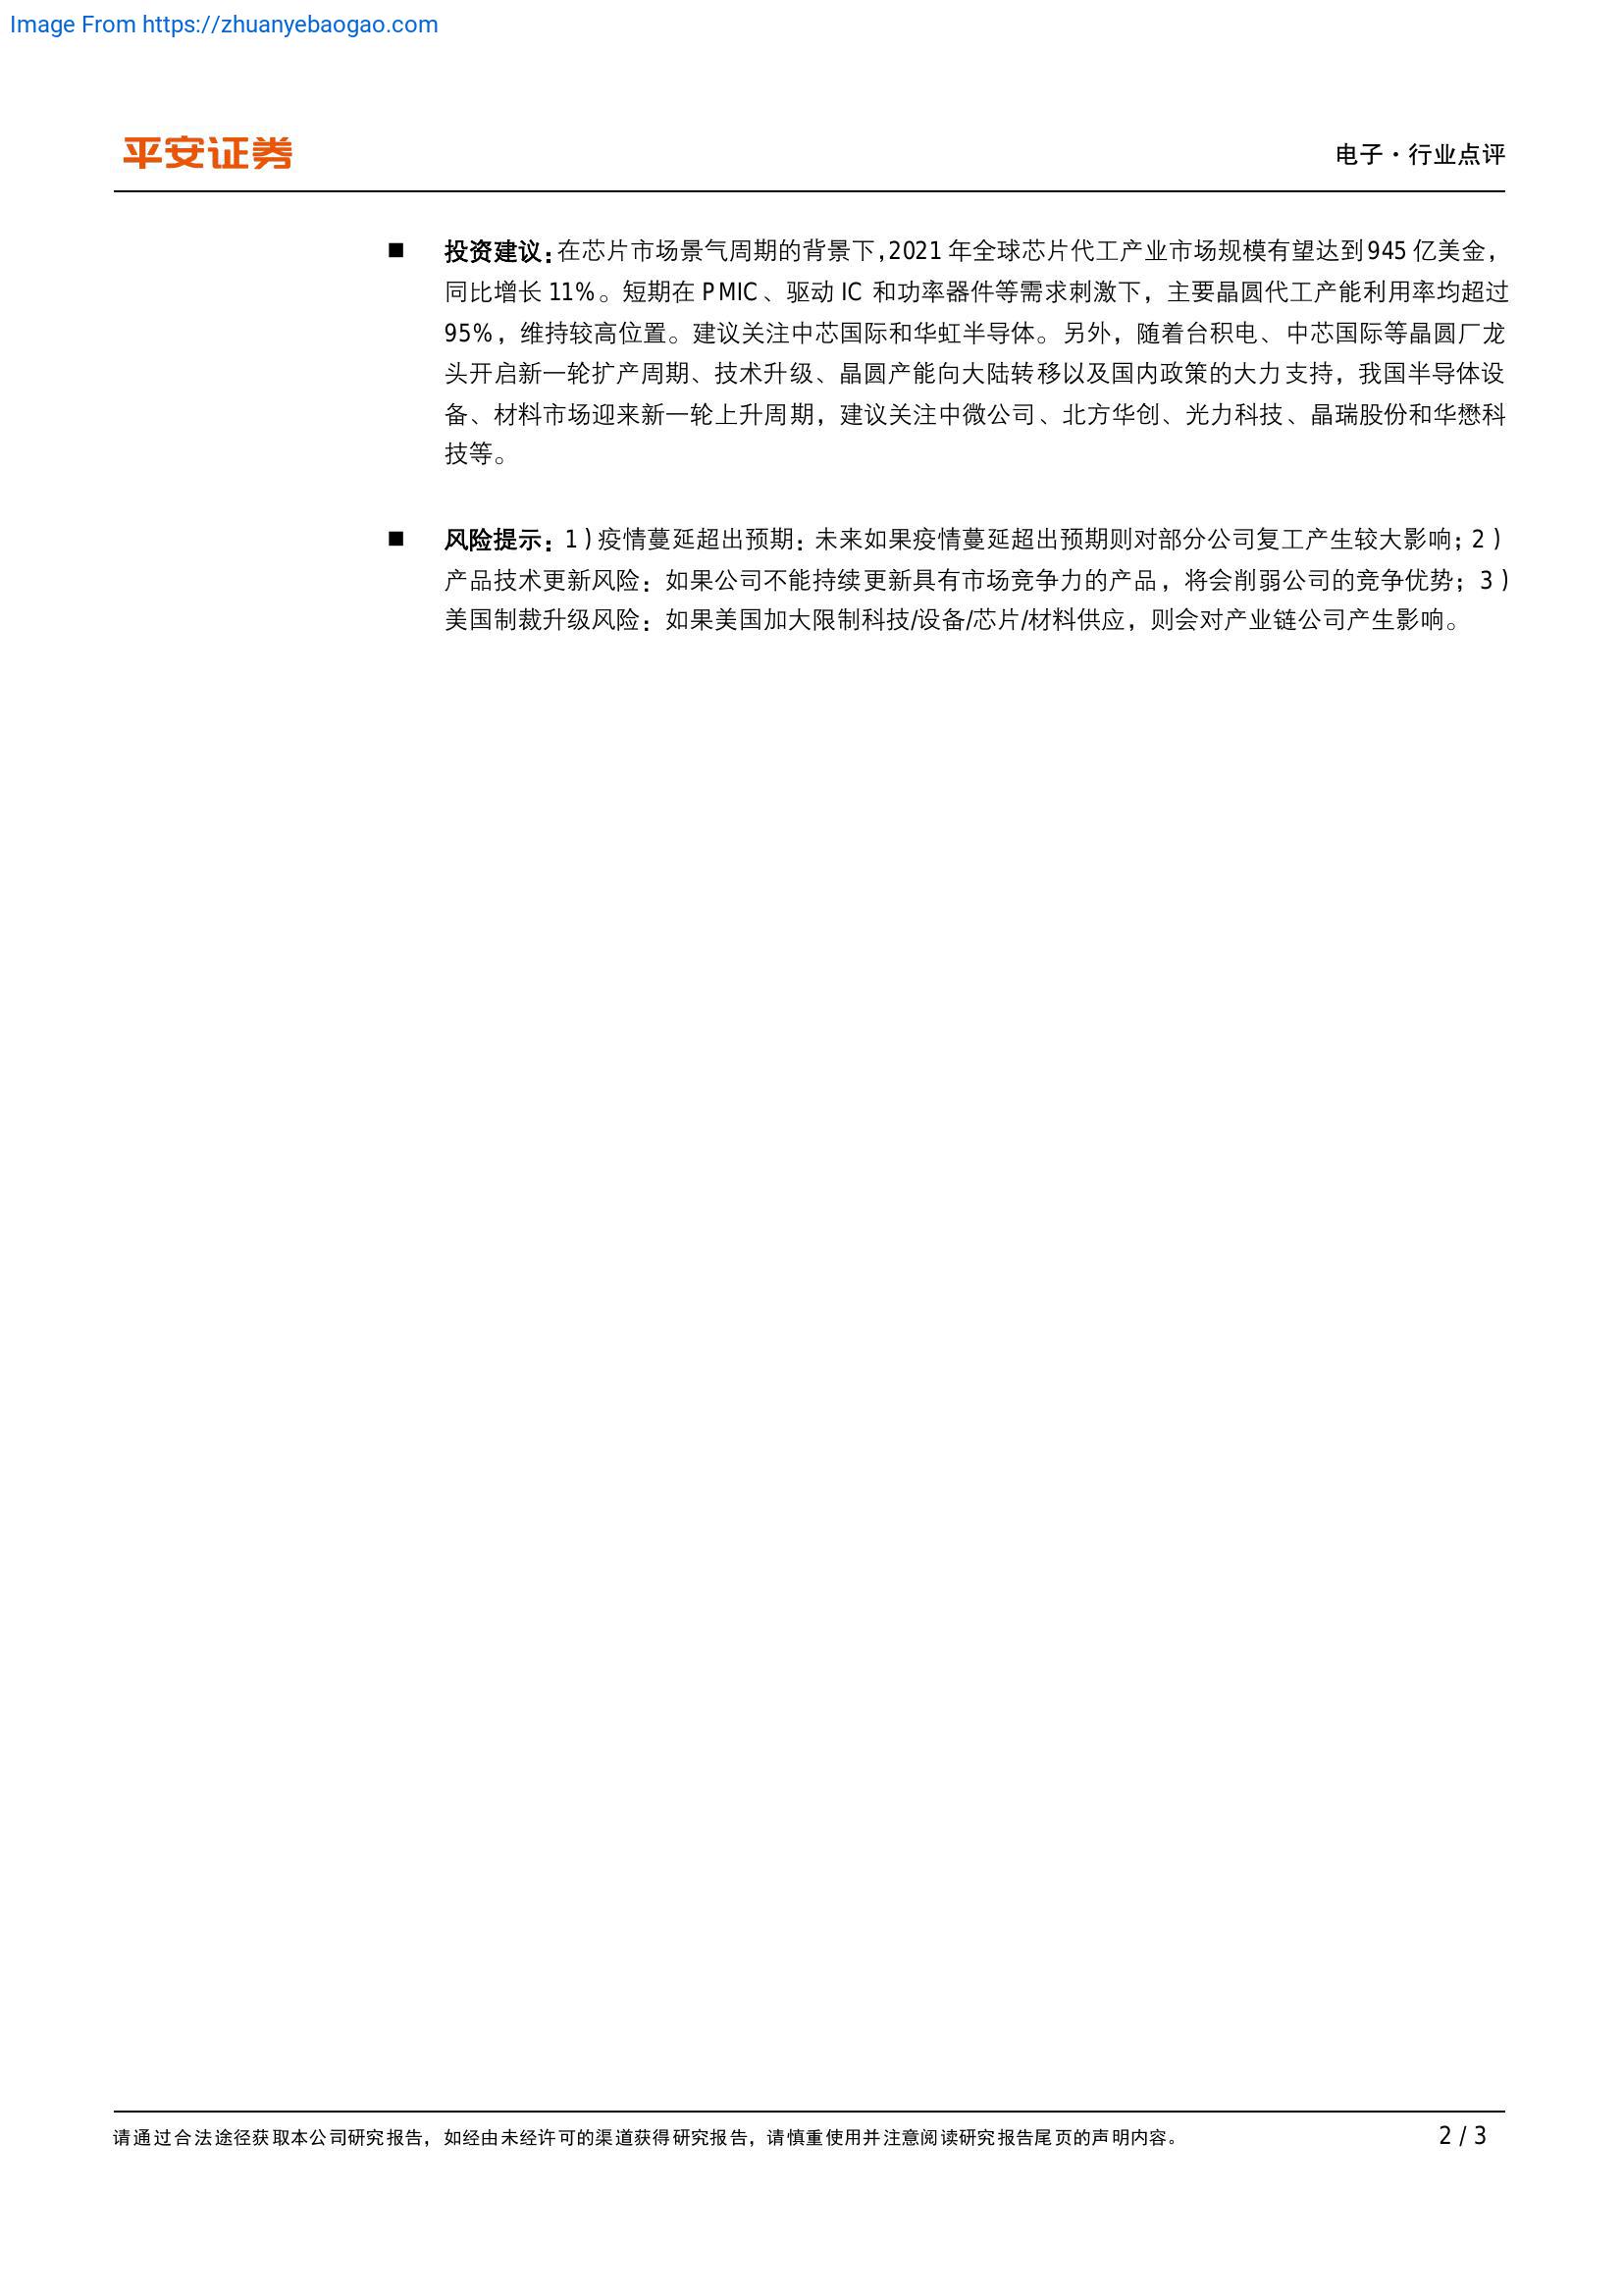 Image From https://zhuanyebaogao.com
平安证券
电子·行业点评
■ 投资建议：在芯片市场景气周期的背景下，2021 年全球芯片代工产业市场规模有望达到 945 亿美金，
同比增长 11%。短期在 PMIC、驱动 IC 和功率器件等需求刺激下，主要晶圆代工产能利用率均超过
95%，维持较高位置。建议关注中芯国际和华虹半导体。另外，随着台积电、中芯国际等晶圆厂龙
头开启新一轮扩产周期、技术升级、晶圆产能向大陆转移以及国内政策的大力支持，我国半导体设
备、材料市场迎来新一轮上升周期，建议关注中微公司、北方华创、光力科技、晶瑞股份和华懋科
技等。
■ 风险提示：1）疫情蔓延超出预期：未来如果疫情蔓延超出预期则对部分公司复工产生较大影响；2）
产品技术更新风险：如果公司不能持续更新具有市场竞争力的产品，将会削弱公司的竞争优势；3）
美国制裁升级风险：如果美国加大限制科技/设备/芯片/材料供应，则会对产业链公司产生影响。
请通过合法途径获取本公司研究报告，如经由未经许可的渠道获得研究报告，请慎重使用并注意阅读研究报告尾页的声明内容。
2 / 3